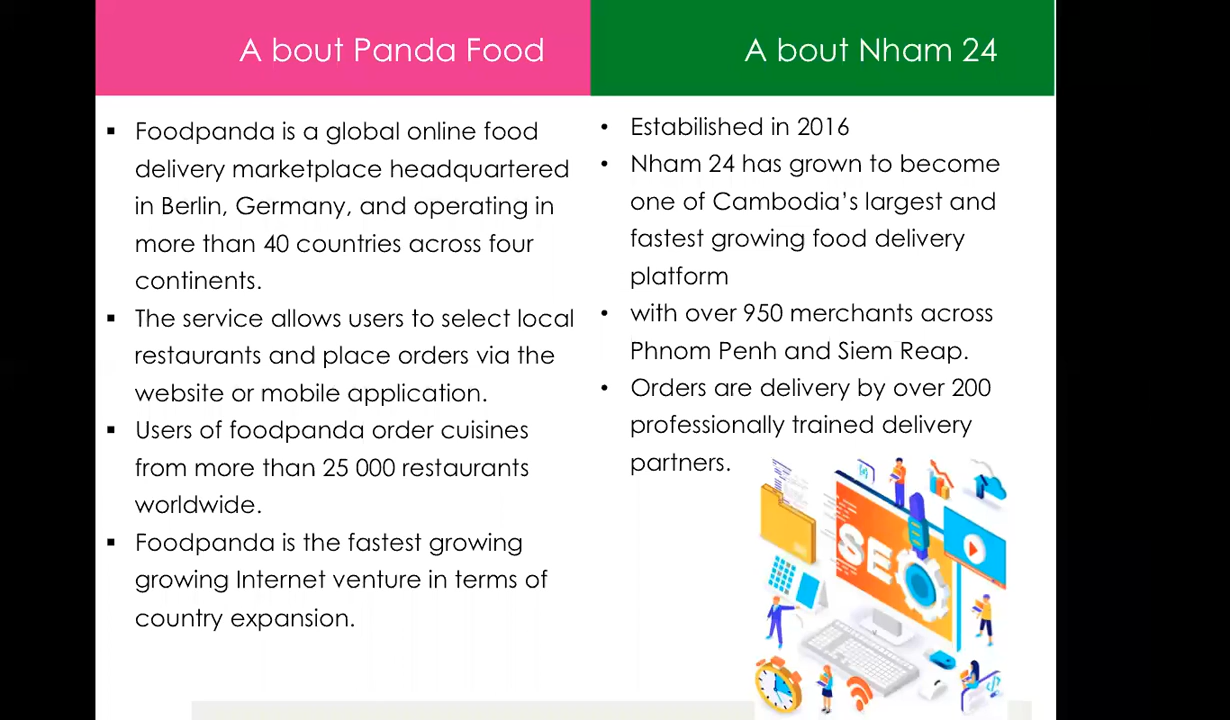 A bout Panda Food
▪ Foodpanda is a global online food
delivery marketplace headquartered
in Berlin, Germany, and operating in
more than 40 countries across four
continents.
▪ The service allows users to select local
restaurants and place orders via the
website or mobile application.
▪ Users of foodpanda order cuisines
from more than 25 000 restaurants
worldwide.
▪ Foodpanda is the fastest growing
growing Internet venture in terms of
country expansion.
A bout Nham 24
• Estabilished in 2016
• Nham 24 has grown to become
one of Cambodia’s largest and
fastest growing food delivery
platform
• with over 950 merchants across
Phnom Penh and Siem Reap.
• Orders are delivery by over 200
professionally trained delivery
partners.
SEO